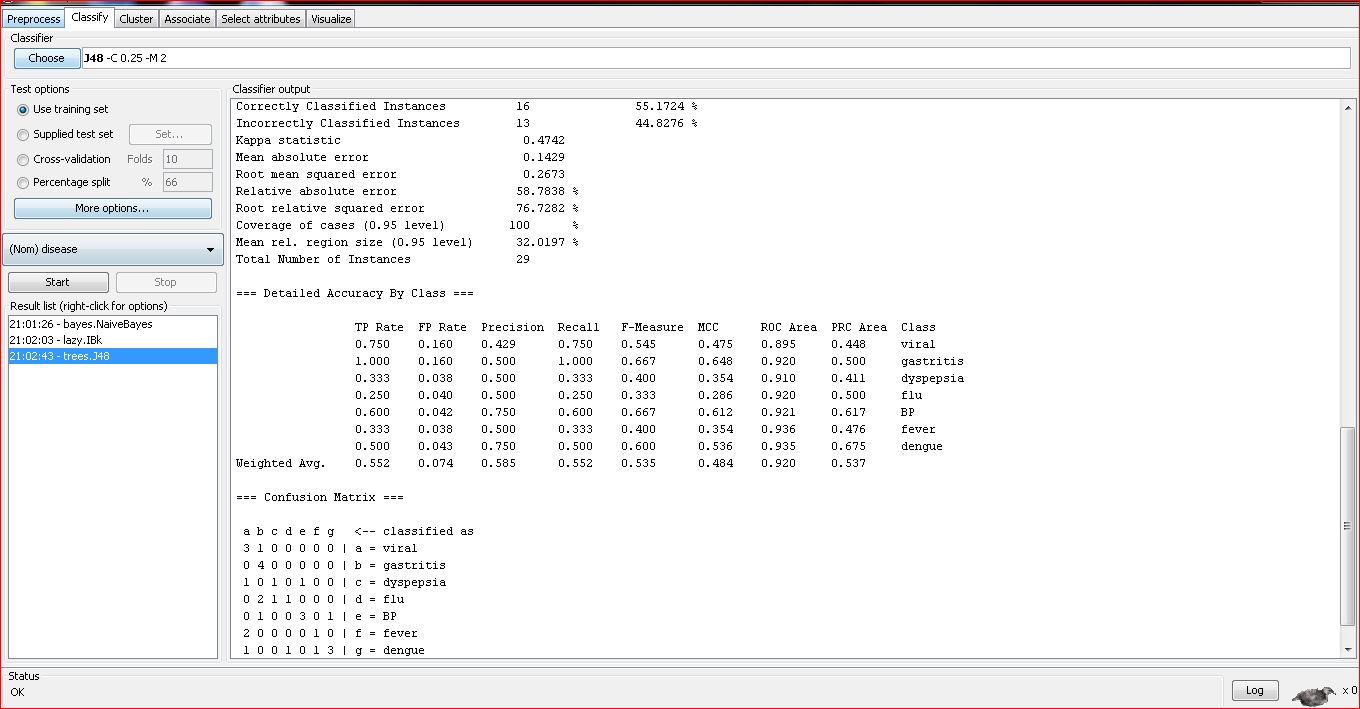 Preprocess Classify Cluster Associate Select attributes Visualize
Classifier
Choose J48 -C 0.25 -M 2
Test options
Use training set
Supplied test set Set...
Cross-validation Folds 10
Percentage split % 66
More options...
(Nom) disease
Start Stop
Result list (right-click for options)
21:01:26 - bayes.NaiveBayes
21:02:03 - lazy.IBk
21:02:43 - trees.J48
Classifier output
Correctly Classified Instances 16 55.1724 %
Incorrectly Classified Instances 13 44.8276 %
Kappa statistic 0.4742
Mean absolute error 0.1429
Root mean squared error 0.2673
Relative absolute error 58.7838 %
Root relative squared error 76.7282 %
Coverage of cases (0.95 level) 100 %
Mean rel. region size (0.95 level) 32.0197 %
Total Number of Instances 29
=== Detailed Accuracy By Class ===
TP Rate FP Rate Precision Recall F-Measure MCC ROC Area PRC Area Class
0.750 0.160 0.429 0.750 0.545 0.475 0.895 0.448 viral
1.000 0.160 0.500 1.000 0.667 0.648 0.920 0.500 gastritis
0.333 0.038 0.500 0.333 0.400 0.354 0.910 0.411 dyspepsia
0.250 0.040 0.500 0.250 0.333 0.286 0.920 0.500 flu
0.600 0.042 0.750 0.600 0.667 0.612 0.921 0.617 BP
0.333 0.038 0.500 0.333 0.400 0.354 0.936 0.476 fever
0.500 0.043 0.750 0.500 0.600 0.536 0.935 0.675 dengue
Weighted Avg. 0.552 0.074 0.585 0.552 0.535 0.484 0.920 0.537
=== Confusion Matrix ===
a b c d e f g <-- classified as
3 1 0 0 0 0 0 | a = viral
0 4 0 0 0 0 0 | b = gastritis
1 0 1 0 1 0 0 | c = dyspepsia
0 2 1 1 0 0 0 | d = flu
0 1 0 0 3 0 1 | e = BP
2 0 0 0 0 1 0 | f = fever
1 0 0 1 0 1 3 | g = dengue
Status
OK
Log x 0